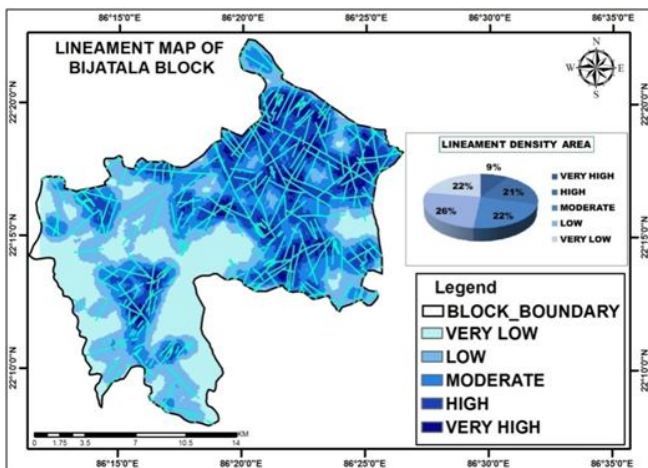 86°15'0"E 86°20'0"E 86°25'0"E 86°30'0"E 86°35'0"E
LINEAMENT MAP OF
BIJATALA BLOCK
N
W E
S
22°20'0"N 22°20'0"N
LINEAMENT DENSITY AREA
9%
21%
22%
26%
22%
VERY HIGH
HIGH
MODERATE
LOW
VERY LOW
22°15'0"N 22°15'0"N
Legend
BLOCK_BOUNDARY
VERY LOW
LOW
MODERATE
HIGH
VERY HIGH
22°10'0"N 22°10'0"N
KM
0 1.75 3.5 7 10.5 14
86°15'0"E 86°20'0"E 86°25'0"E 86°30'0"E 86°35'0"E